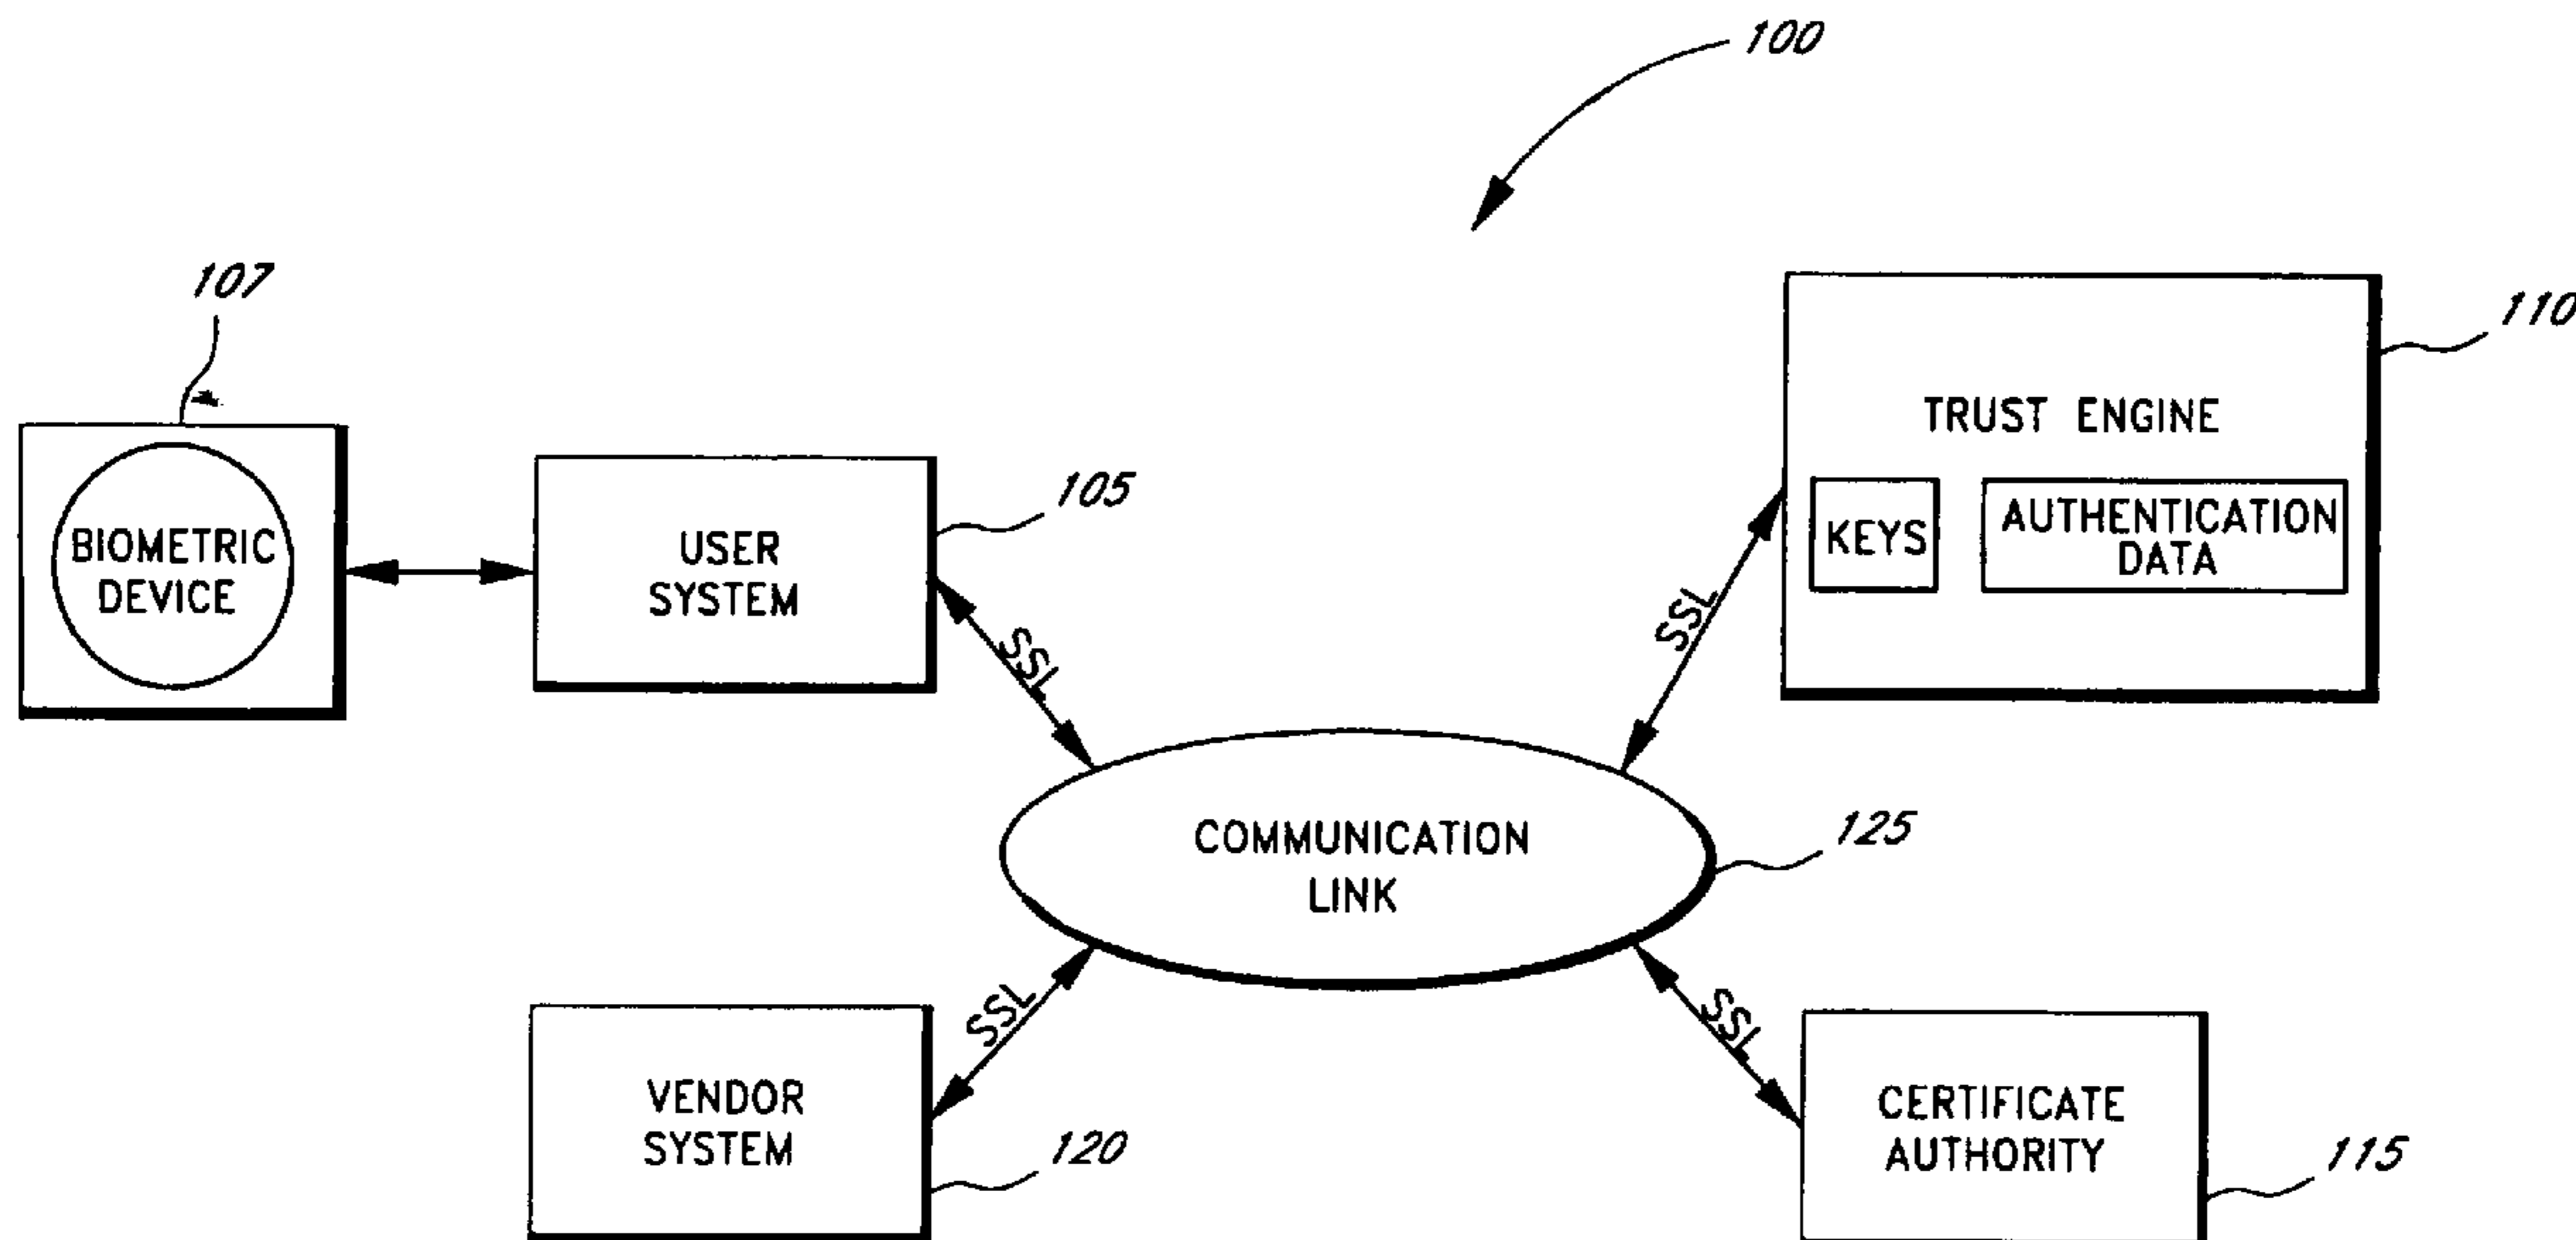 100
107
110
TRUST ENGINE
105
KEYS
AUTHENTICATION
DATA
BIOMETRIC
DEVICE
USER
SYSTEM
SSL
SSL
COMMUNICATION
LINK
125
SSL
SSL
VENDOR
SYSTEM
120
CERTIFICATE
AUTHORITY
115